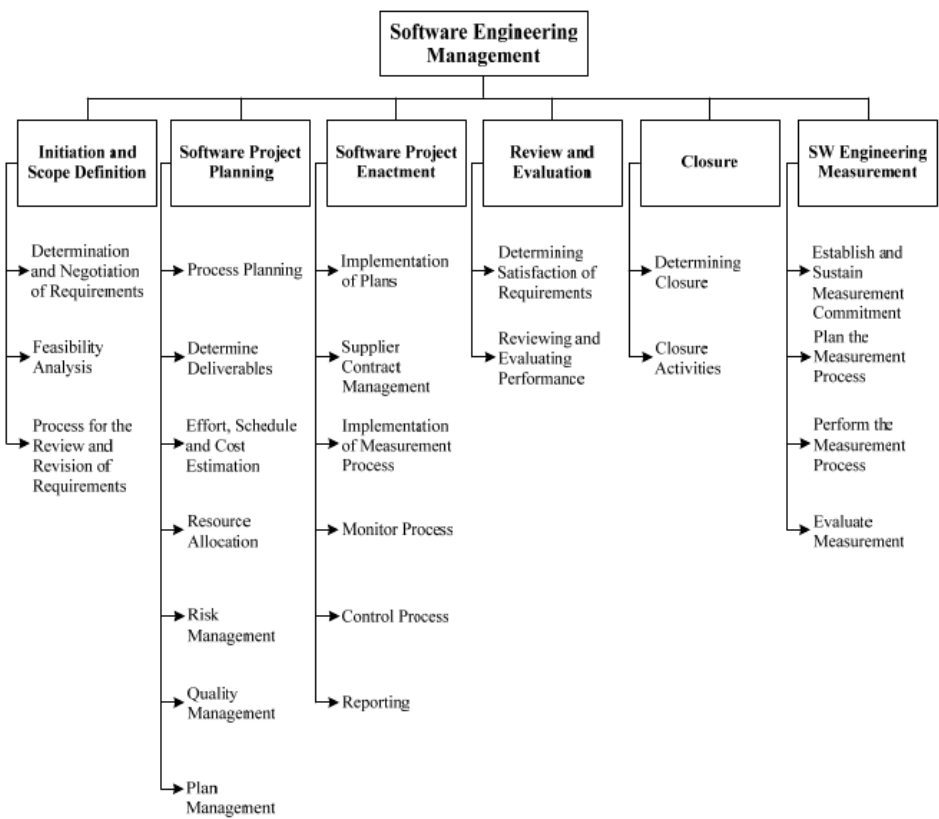 Software Engineering
Management
Initiation and
Scope Definition
Determination
and Negotiation
of Requirements
Feasibility
Analysis
Process for the
Review and
Revision of
Requirements
Software Project
Planning
Process Planning
Determine
Deliverables
Effort, Schedule
and Cost
Estimation
Resource
Allocation
Risk
Management
Quality
Management
Plan
Management
Software Project
Enactment
Implementation
of Plans
Supplier
Contract
Management
Implementation
of Measurement
Process
Monitor Process
Control Process
Reporting
Review and
Evaluation
Determining
Satisfaction of
Requirements
Reviewing and
Evaluating
Performance
Closure
Determining
Closure
Closure
Activities
SW Engineering
Measurement
Establish and
Sustain
Measurement
Commitment
Plan the
Measurement
Process
Perform the
Measurement
Process
Evaluate
Measurement